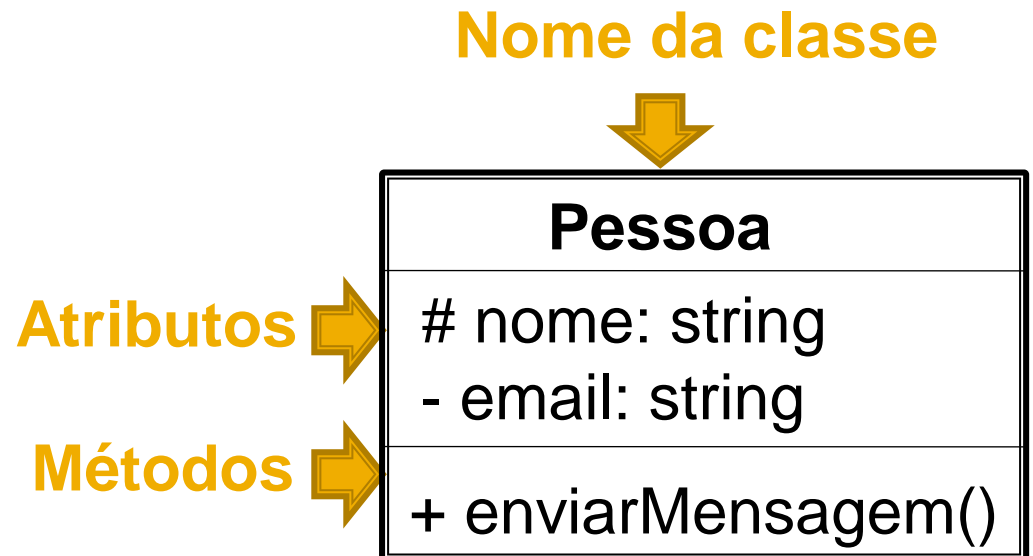 Nome da classe
Pessoa
Atributos
# nome: string
- email: string
Métodos
+ enviarMensagem()